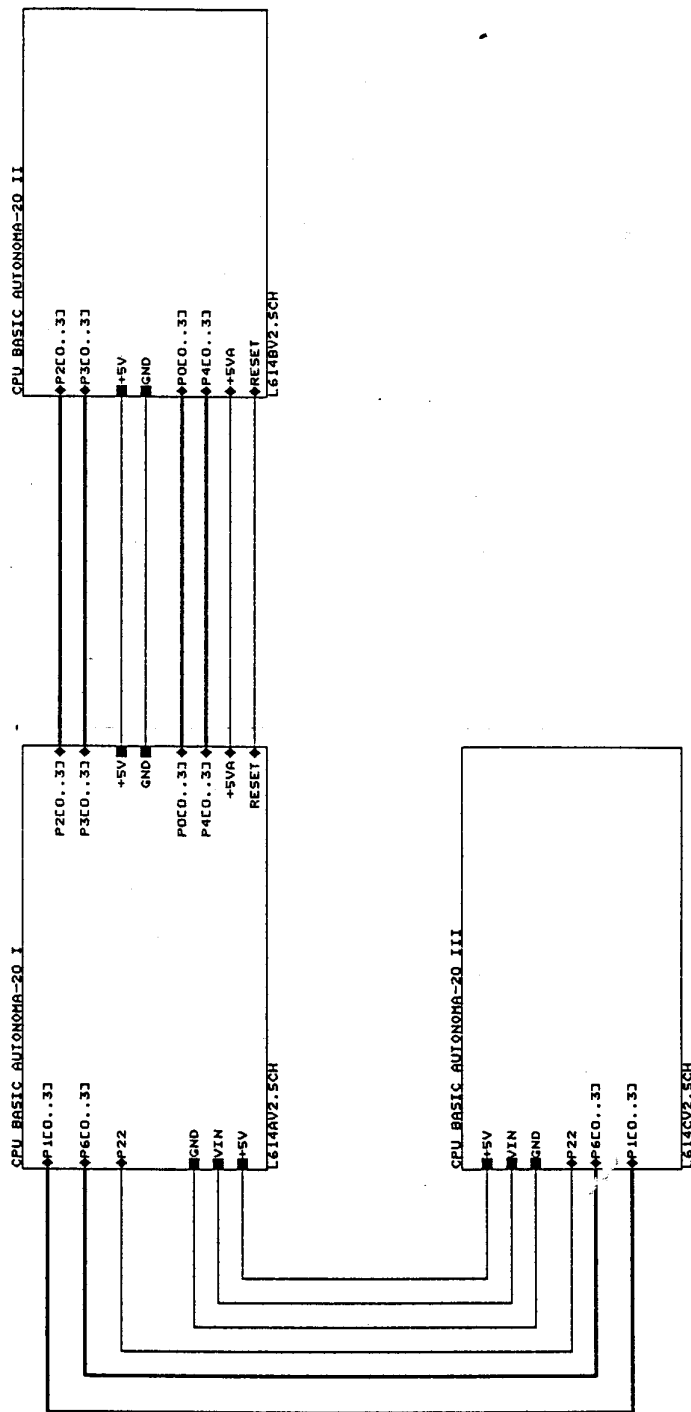 CPU BASIC AUTONOMA-20 II
P2[0..3]
P3[0..3]
+5V
GND
P0[0..3]
P4[0..3]
+5VA
RESET
L614BV2.SCH
CPU BASIC AUTONOMA-20 I
P2[0..3]
P3[0..3]
+5V
GND
P0[0..3]
P4[0..3]
+5VA
RESET
P1[0..3]
P6[0..3]
P22
GND
VIN
+5V
L614AV2.SCH
CPU BASIC AUTONOMA-20 III
+5V
VIN
GND
P22
P6[0..3]
P1[0..3]
L614CV2.SCH